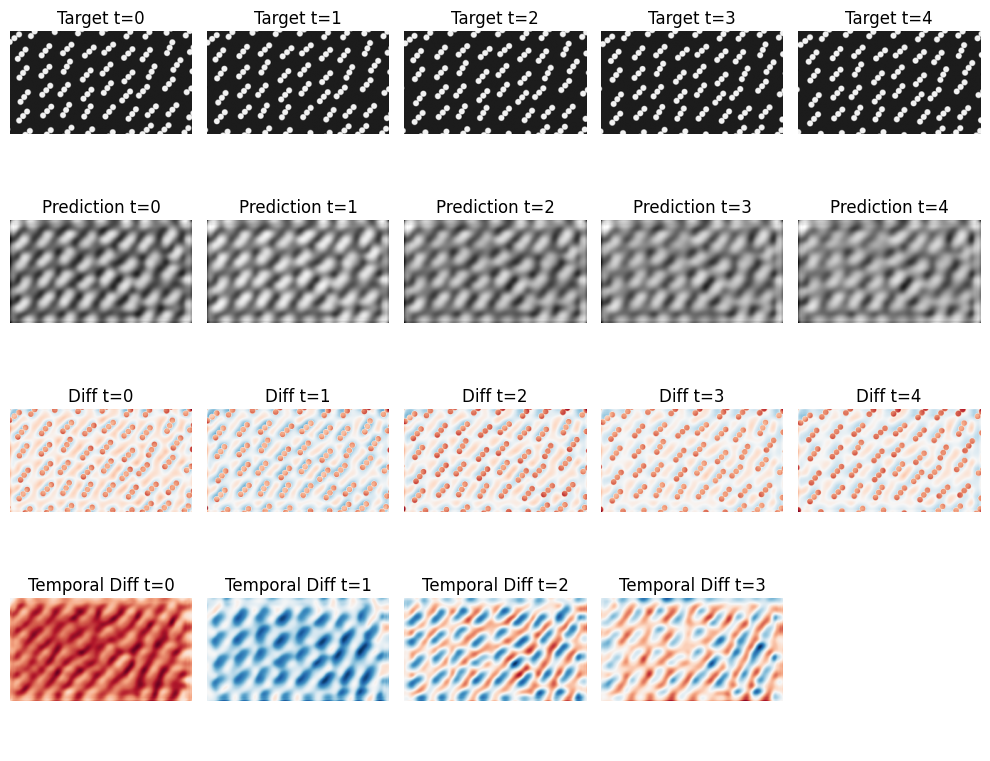 Target t=0 Target t=1 Target t=2 Target t=3 Target t=4
Prediction t=0 Prediction t=1 Prediction t=2 Prediction t=3 Prediction t=4
Diff t=0 Diff t=1 Diff t=2 Diff t=3 Diff t=4
Temporal Diff t=0 Temporal Diff t=1 Temporal Diff t=2 Temporal Diff t=3